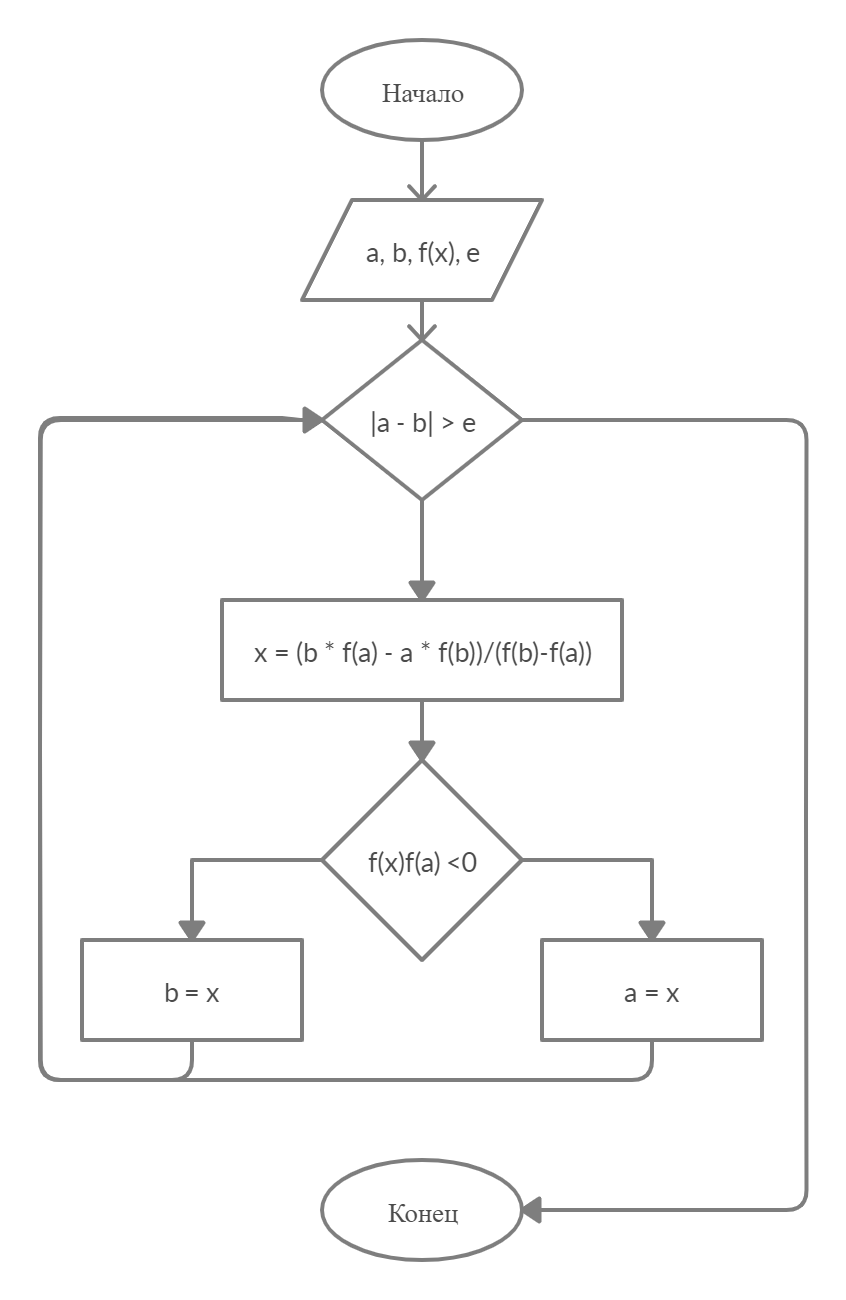 Начало
a, b, f(x), e
|a - b| > e
x = (b * f(a) - a * f(b))/(f(b)-f(a))
f(x)f(a) <0
b = x
a = x
Конец